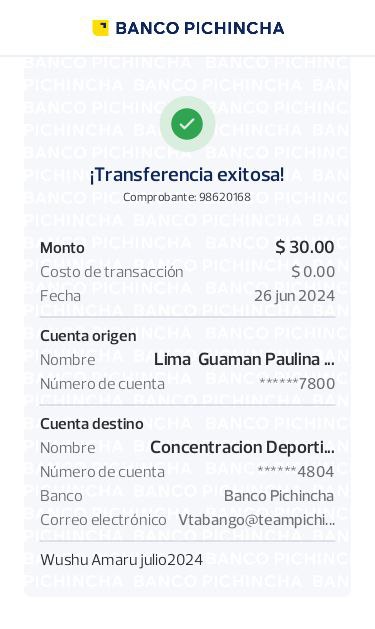 BANCO PICHINCHA
¡Transferencia exitosa!
Comprobante: 98620168
Monto $ 30.00
Costo de transacción $ 0.00
Fecha 26 jun 2024
Cuenta origen
Nombre Lima Guaman Paulina ...
Número de cuenta ******7800
Cuenta destino
Nombre Concentracion Deporti...
Número de cuenta ******4804
Banco Banco Pichincha
Correo electrónico Vtabango@teampichi...
Wushu Amaru julio2024